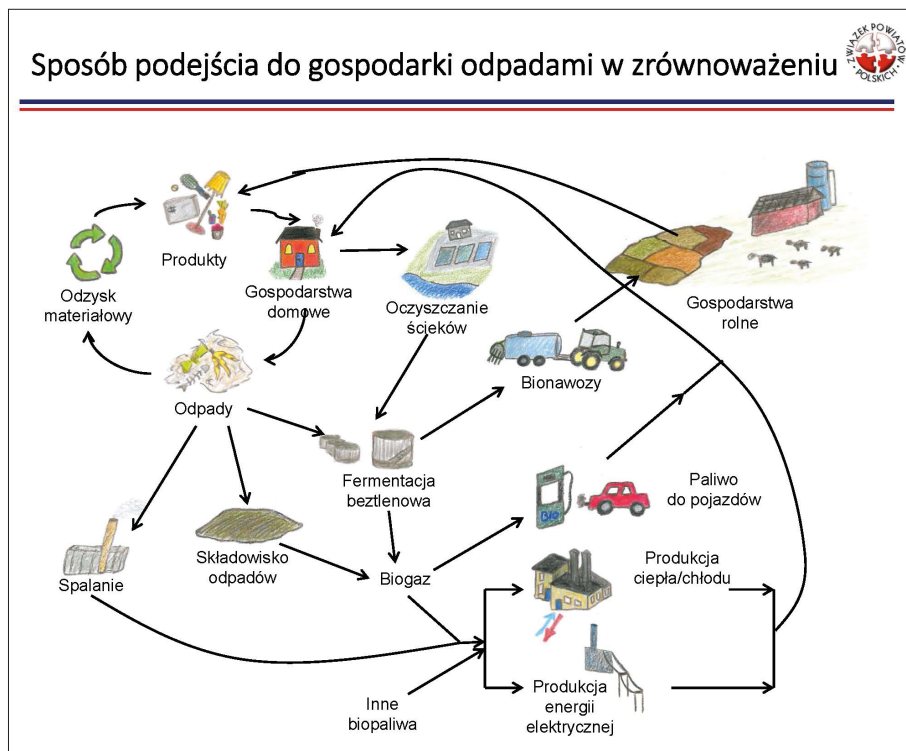 Sposób podejścia do gospodarki odpadami w zrównoważeniu
ZWIĄZEK POWIATÓW
POLSKICH
Produkty
Odzysk
materiałowy
Gospodarstwa
domowe
Oczyszczanie
ścieków
Gospodarstwa
rolne
Bionawozy
Odpady
Fermentacja
beztlenowa
BIO
Paliwo
do pojazdów
Spalanie
Składowisko
odpadów
Biogaz
Produkcja
ciepła/chłodu
Inne
biopaliwa
Produkcja
energii
elektrycznej